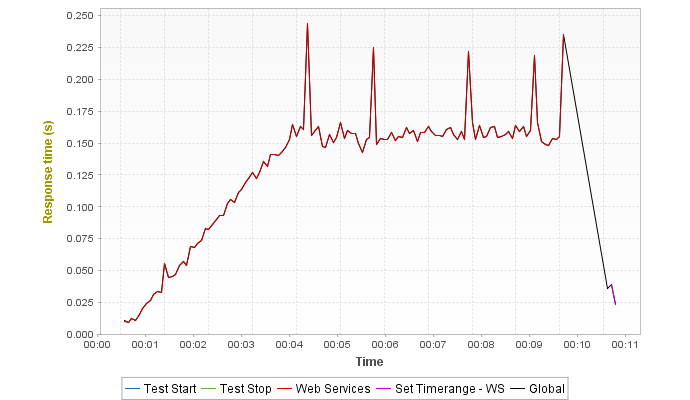 0.250
0.225
0.200
0.175
0.150
0.125
0.100
0.075
0.050
0.025
0.000
Response time (s)
00:00 00:01 00:02 00:03 00:04 00:05 00:06 00:07 00:08 00:09 00:10 00:11
Time
Test Start Test Stop Web Services Set Timerange - WS Global